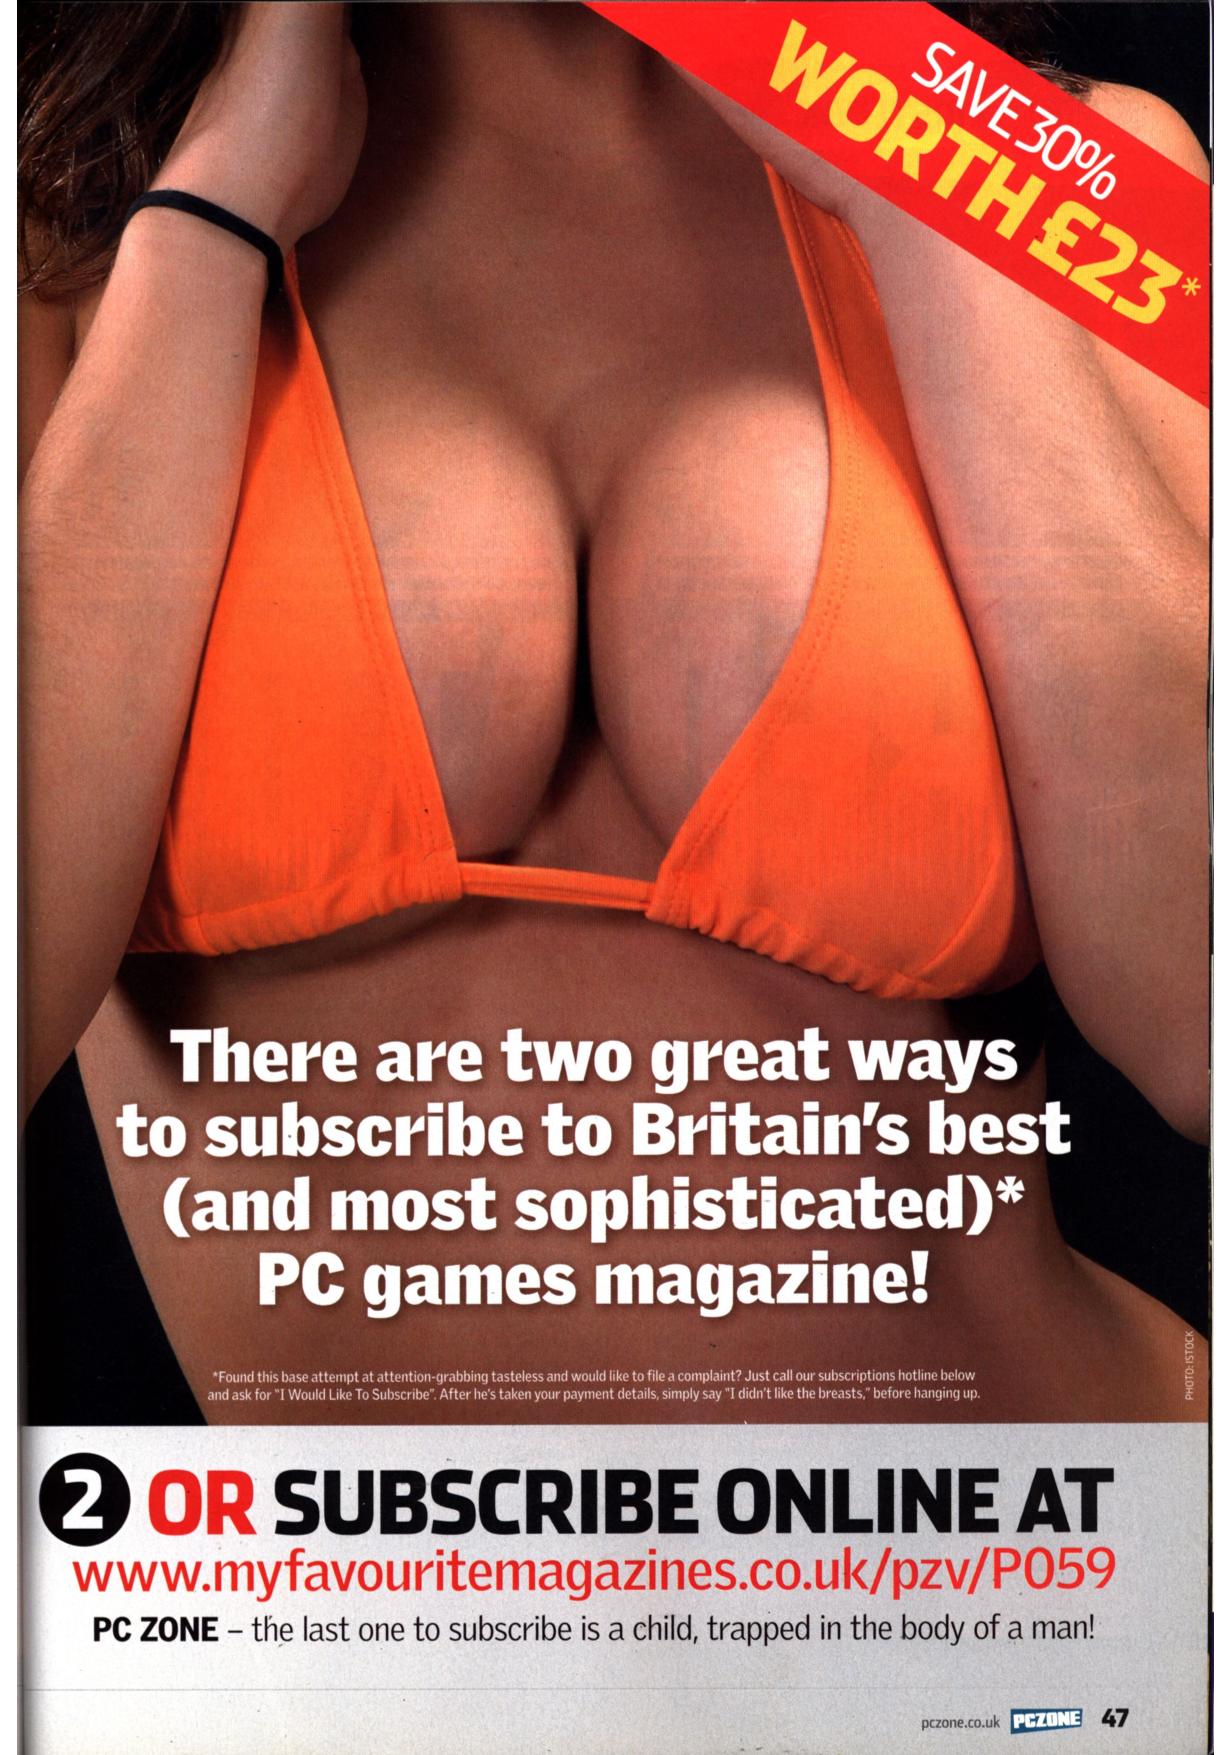 SAVE 30%
WORTH £23*
There are two great ways
to subscribe to Britain's best
(and most sophisticated)*
PC games magazine!
*Found this base attempt at attention-grabbing tasteless and would like to file a complaint? Just call our subscriptions hotline below
and ask for "I Would Like To Subscribe". After he's taken your payment details, simply say "I didn't like the breasts," before hanging up.
PHOTO: ISTOCK
2 OR SUBSCRIBE ONLINE AT
www.myfavouritemagazines.co.uk/pzv/P059
PC ZONE – the last one to subscribe is a child, trapped in the body of a man!
pczone.co.uk PCZONE 47